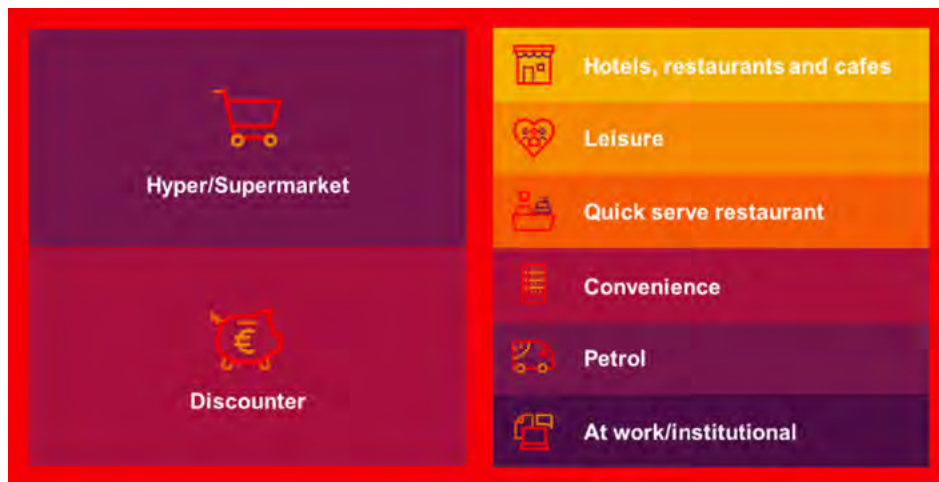 Hyper/Supermarket
€
Discounter
Hotels, restaurants and cafes
Leisure
Quick serve restaurant
Convenience
Petrol
At work/institutional